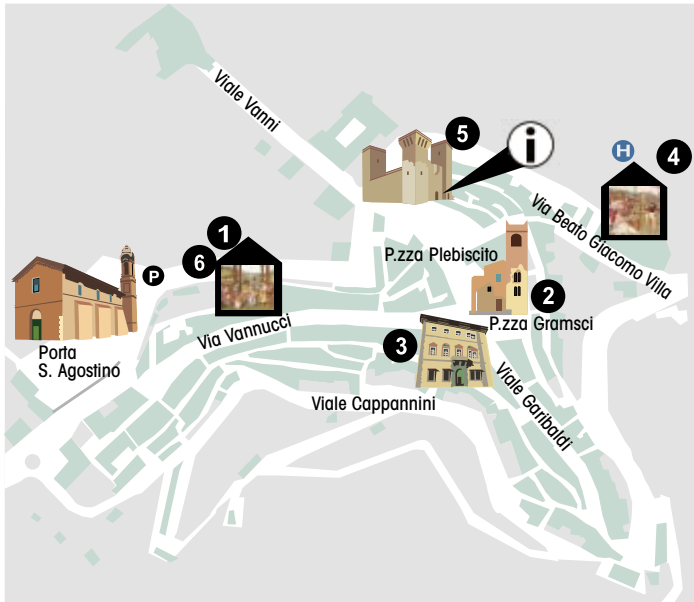 Viale Vanni
5
i
H
4
Via Beato Giacomo Villa
1
6
P
P.zza Plebiscito
2
P.zza Gramsci
Via Vannucci
3
Porta
S. Agostino
Viale Garibaldi
Viale Cappannini